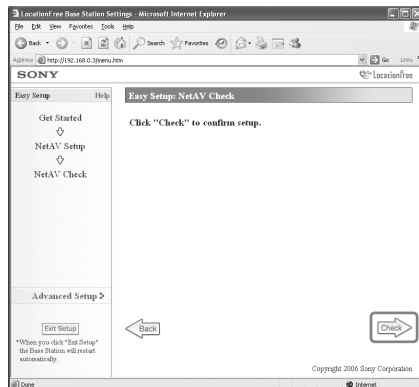 LocationFree Base Station Settings - Microsoft Internet Explorer
File Edit View Favorites Tools Help
Back Search Favorites
Address http://192.168.0.3/menu.htm Go Links
SONY LocationFree
Easy Setup Help
Easy Setup: NetAV Check
Get Started
NetAV Setup
NetAV Check
Click "Check" to confirm setup.
Advanced Setup
Exit Setup
*When you click "Exit Setup"
the Base Station will restart
automatically.
Back
Check
Copyright 2006 Sony Corporation
Done Internet